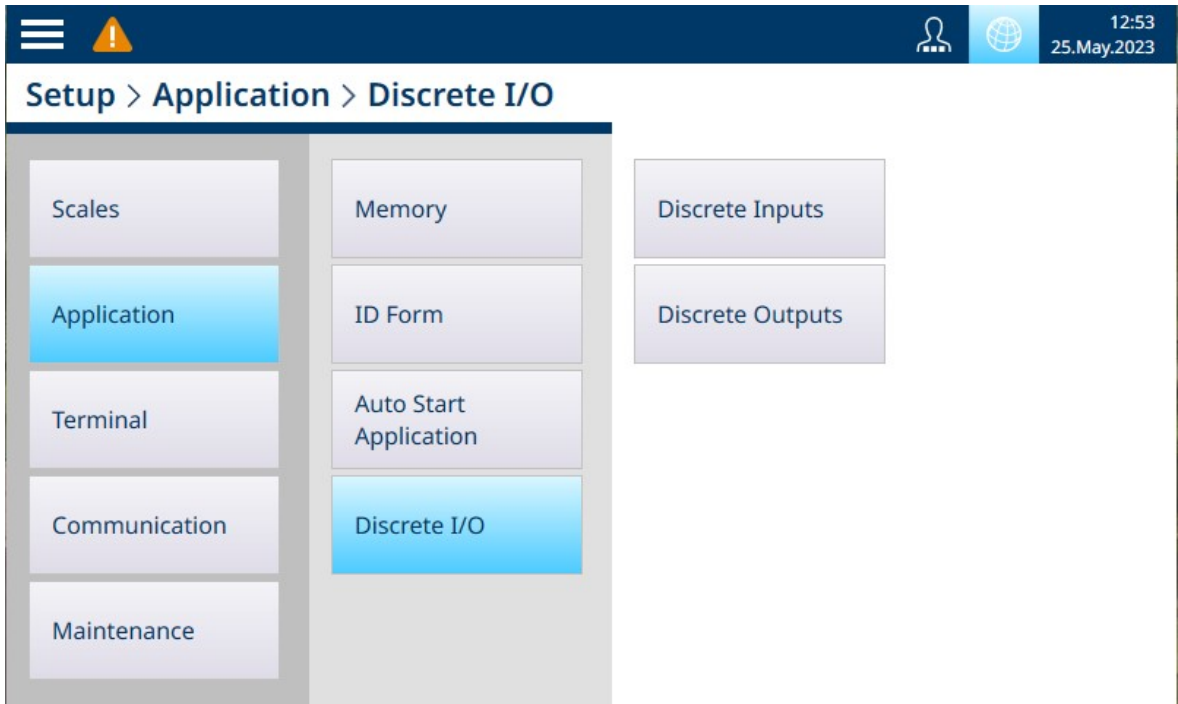 12:53
25.May.2023
Setup > Application > Discrete I/O
Scales
Application
Terminal
Communication
Maintenance
Memory
ID Form
Auto Start
Application
Discrete I/O
Discrete Inputs
Discrete Outputs